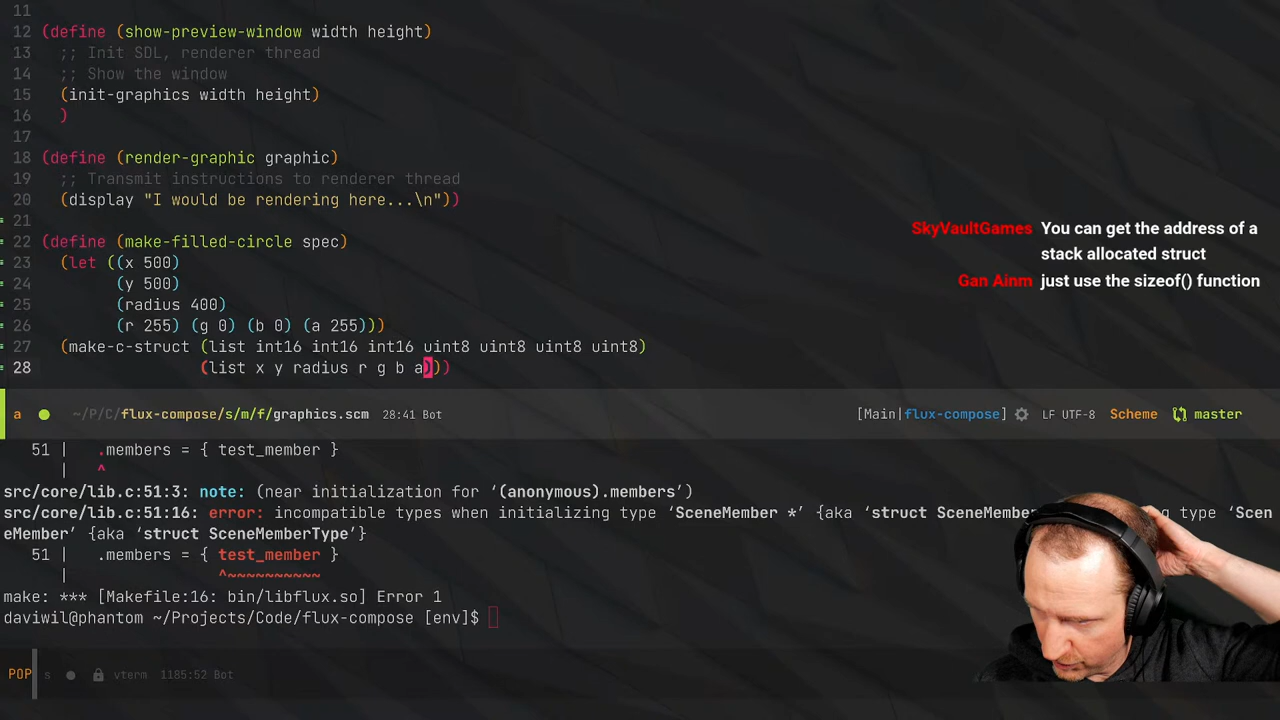 11
12 (define (show-preview-window width height)
13 ;; Init SDL, renderer thread
14 ;; Show the window
15 (init-graphics width height)
16 )
17
18 (define (render-graphic graphic)
19 ;; Transmit instructions to renderer thread
20 (display "I would be rendering here...\n"))
21
22 (define (make-filled-circle spec)
23 (let ((x 500)
24 (y 500)
25 (radius 400)
26 (r 255) (g 0) (b 0) (a 255)))
27 (make-c-struct (list int16 int16 int16 uint8 uint8 uint8 uint8)
28 (list x y radius r g b a)))
SkyVaultGames You can get the address of a
stack allocated struct
Gan Ainm just use the sizeof() function
a ● ~/P/C/flux-compose/s/m/f/graphics.scm 28:41 Bot [Main|flux-compose] LF UTF-8 Scheme master
51 | .members = { test_member }
| ^
src/core/lib.c:51:3: note: (near initialization for ‘(anonymous).members’)
src/core/lib.c:51:16: error: incompatible types when initializing type ‘SceneMember *’ {aka ‘struct SceneMember g type ‘Scen
eMember’ {aka ‘struct SceneMemberType’}
51 | .members = { test_member }
| ^~~~~~~~~~~
make: *** [Makefile:16: bin/libflux.so] Error 1
daviwil@phantom ~/Projects/Code/flux-compose [env]$
POP s ● vterm 1185:52 Bot